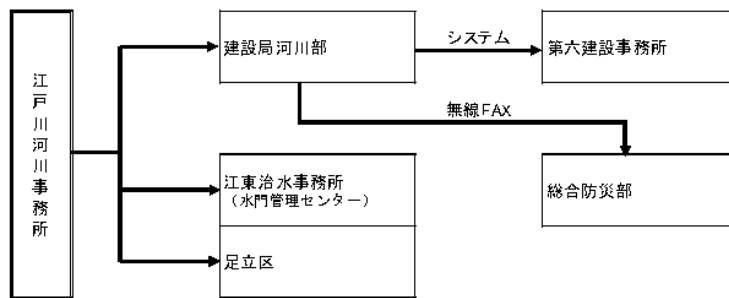 江戸川河川事務所
建設局河川部
システム
第六建設事務所
無線FAX
江東治水事務所
（水門管理センター）
総合防災部
足立区